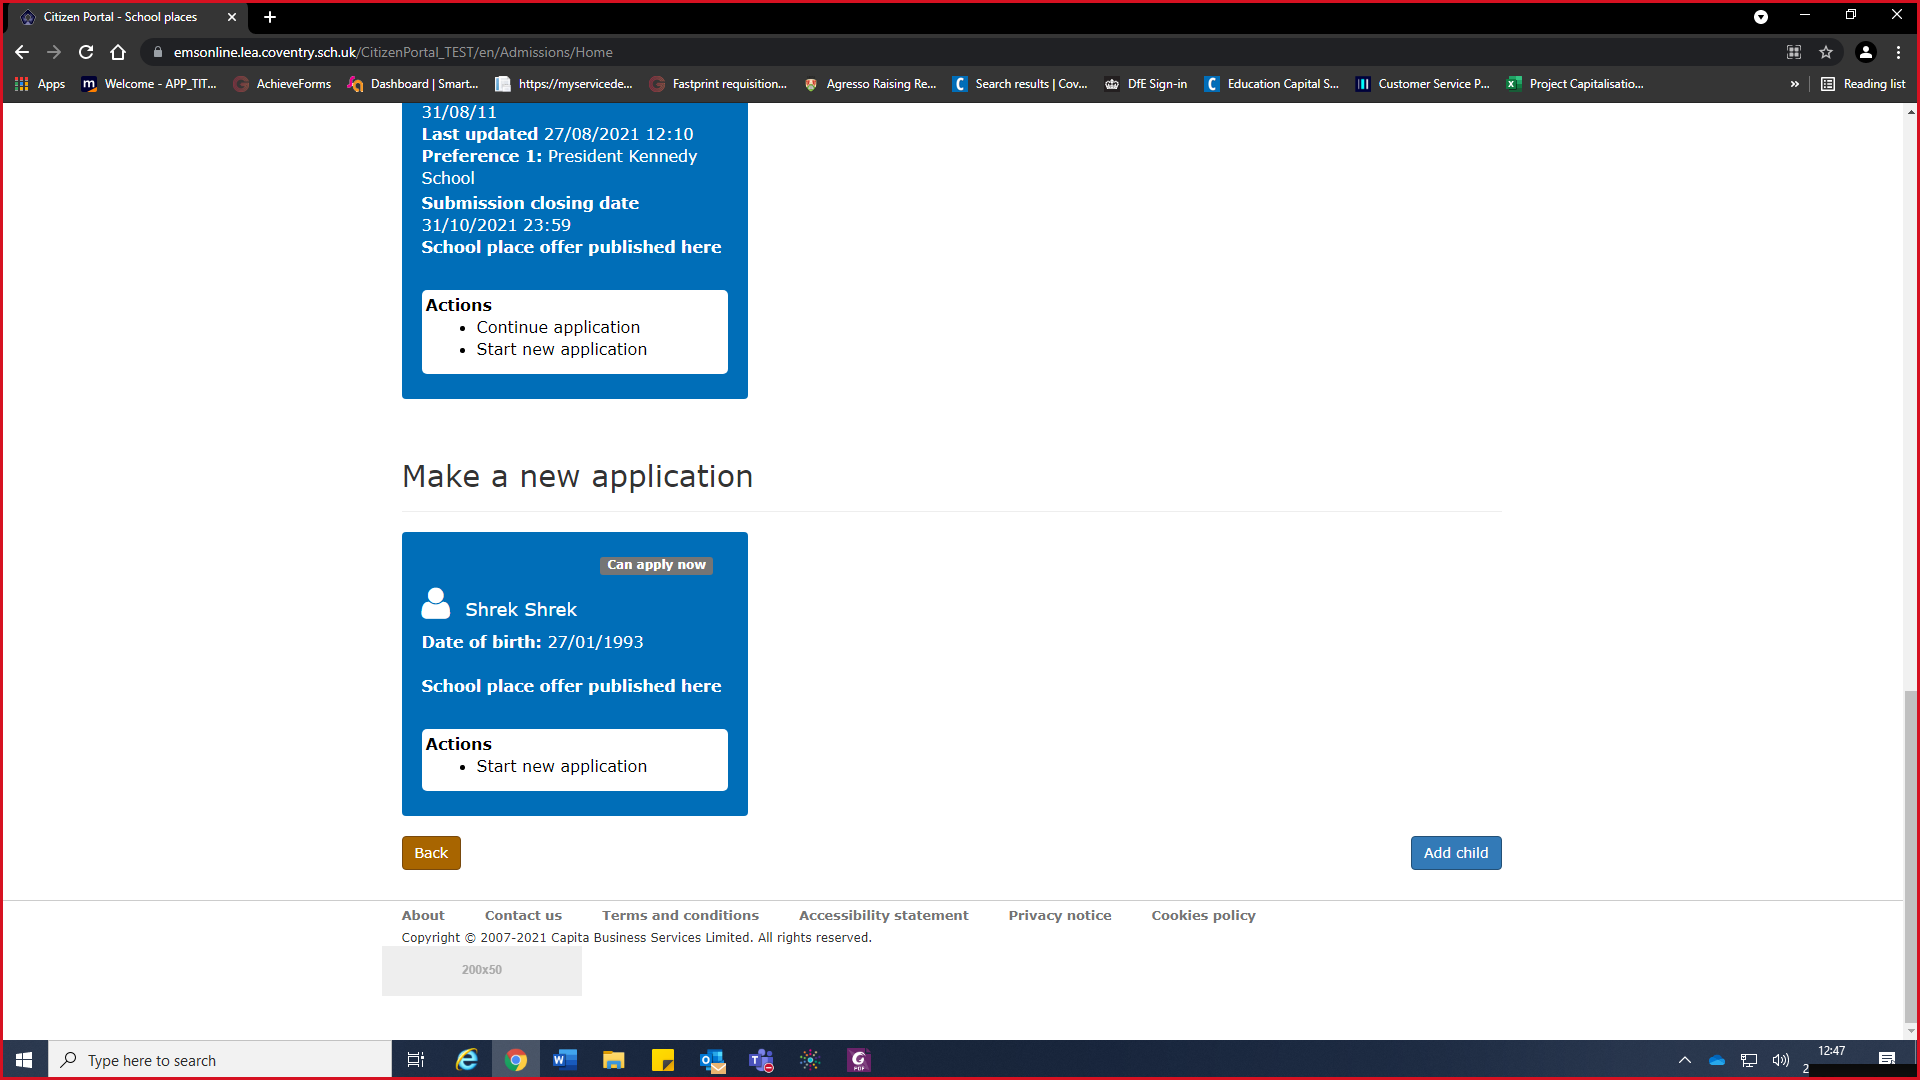 Citizen Portal - School places
emsonline.lea.coventry.sch.uk/CitizenPortal_TEST/en/Admissions/Home
Apps
Welcome - APP_TIT...
AchieveForms
Dashboard | Smart...
https://myservicede...
Fastprint requisition...
Agresso Raising Re...
Search results | Cov...
DfE Sign-in
Education Capital S...
Customer Service P...
Project Capitalisatio...
»
Reading list
31/08/11
Last updated 27/08/2021 12:10
Preference 1: President Kennedy
School
Submission closing date
31/10/2021 23:59
School place offer published here
Actions
• Continue application
• Start new application
Make a new application
Can apply now
Shrek Shrek
Date of birth: 27/01/1993
School place offer published here
Actions
• Start new application
Back
Add child
About Contact us Terms and conditions Accessibility statement Privacy notice Cookies policy
Copyright © 2007-2021 Capita Business Services Limited. All rights reserved.
200x50
Type here to search
12:47
2